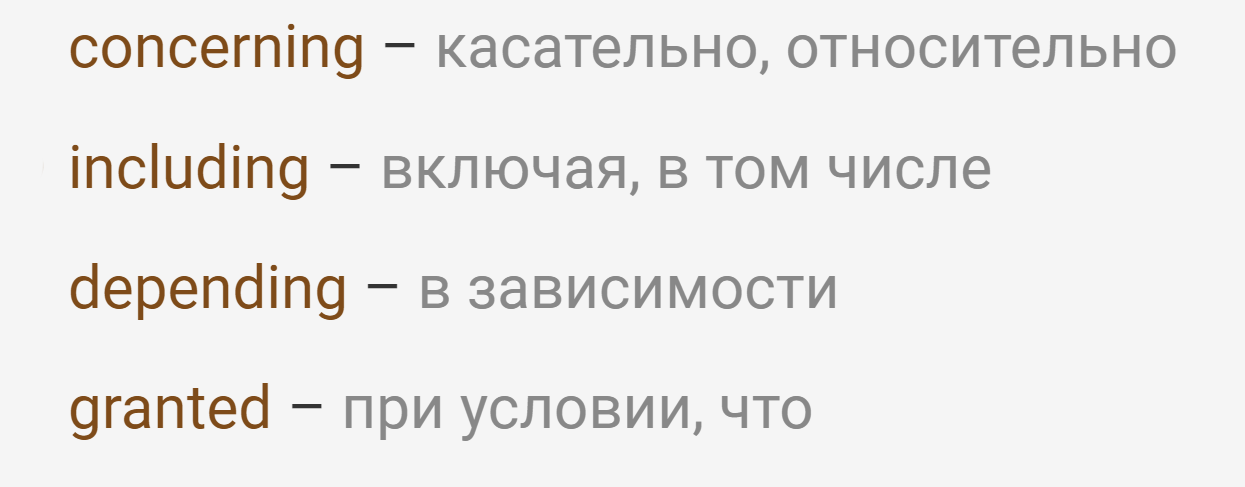 concerning – касательно, относительно
including – включая, в том числе
depending – в зависимости
granted – при условии, что